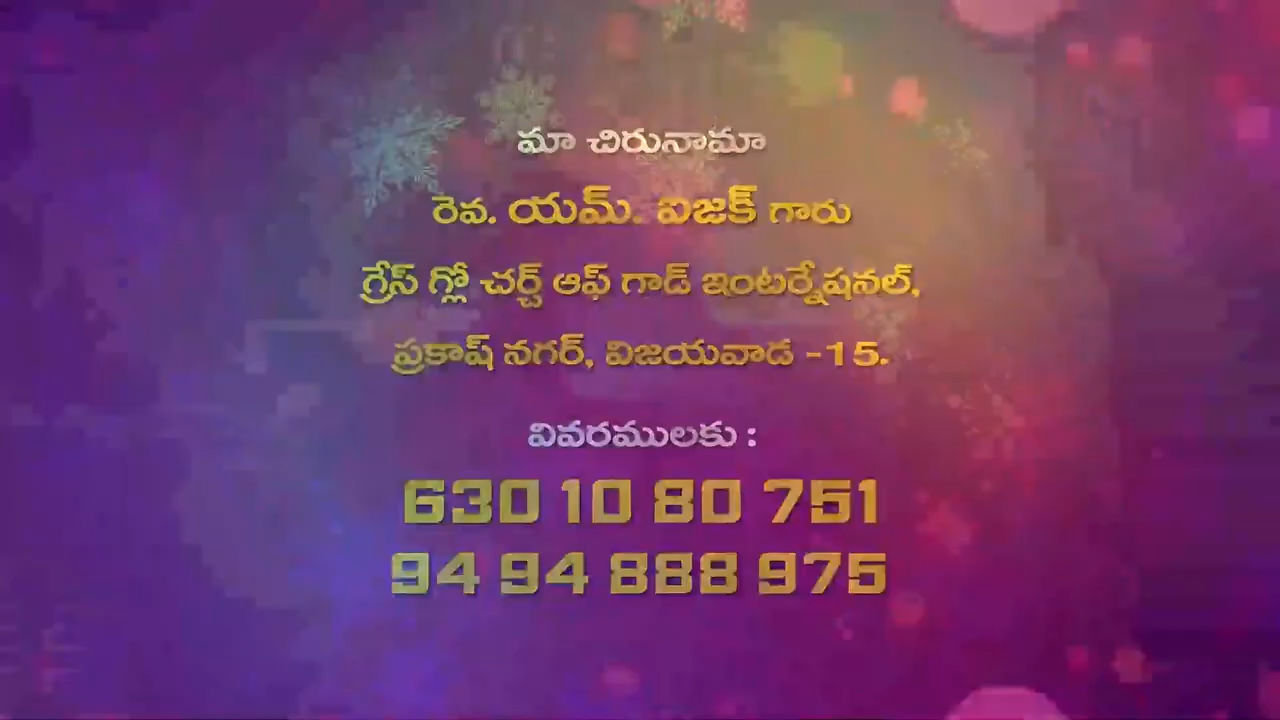 మా చిరునామా
రెవ. యమ్. ఐజక్ గారు
గ్రేస్ గ్లో చర్చ్ ఆఫ్ గాడ్ ఇంటర్నేషనల్,
ప్రకాష్ నగర్, విజయవాడ -15.
వివరములకు :
630 10 80 751
94 94 888 975